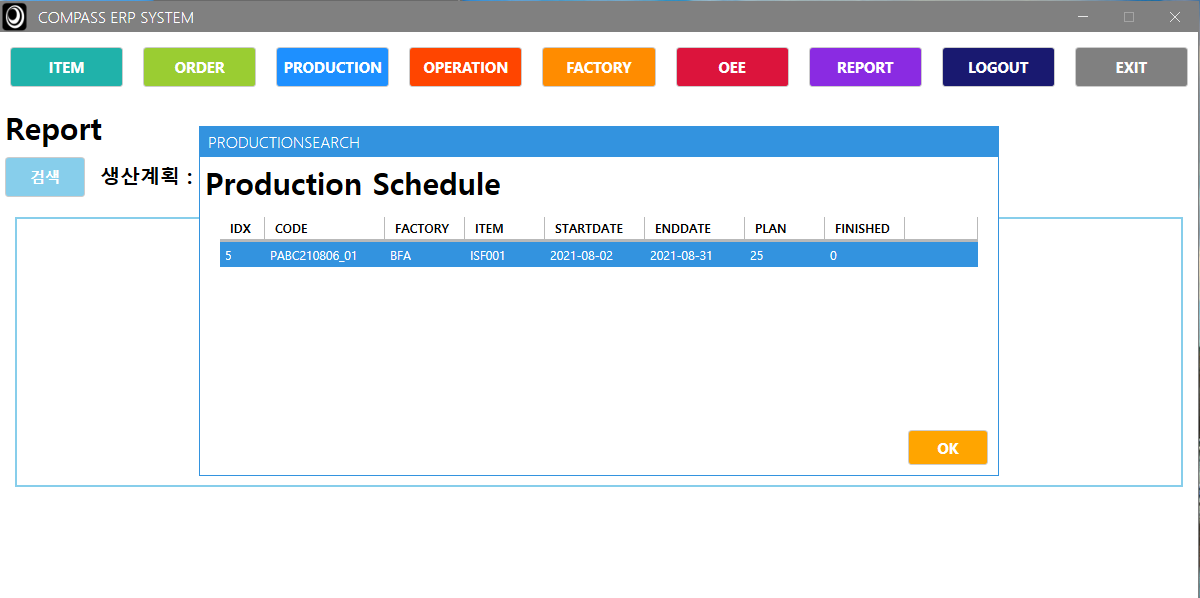 COMPASS ERP SYSTEM
ITEM ORDER PRODUCTION OPERATION FACTORY OEE REPORT LOGOUT EXIT
Report
검색 생산계획 :
PRODUCTIONSEARCH
Production Schedule
IDX CODE FACTORY ITEM STARTDATE ENDDATE PLAN FINISHED
5 PABC210806_01 BFA ISF001 2021-08-02 2021-08-31 25 0
OK